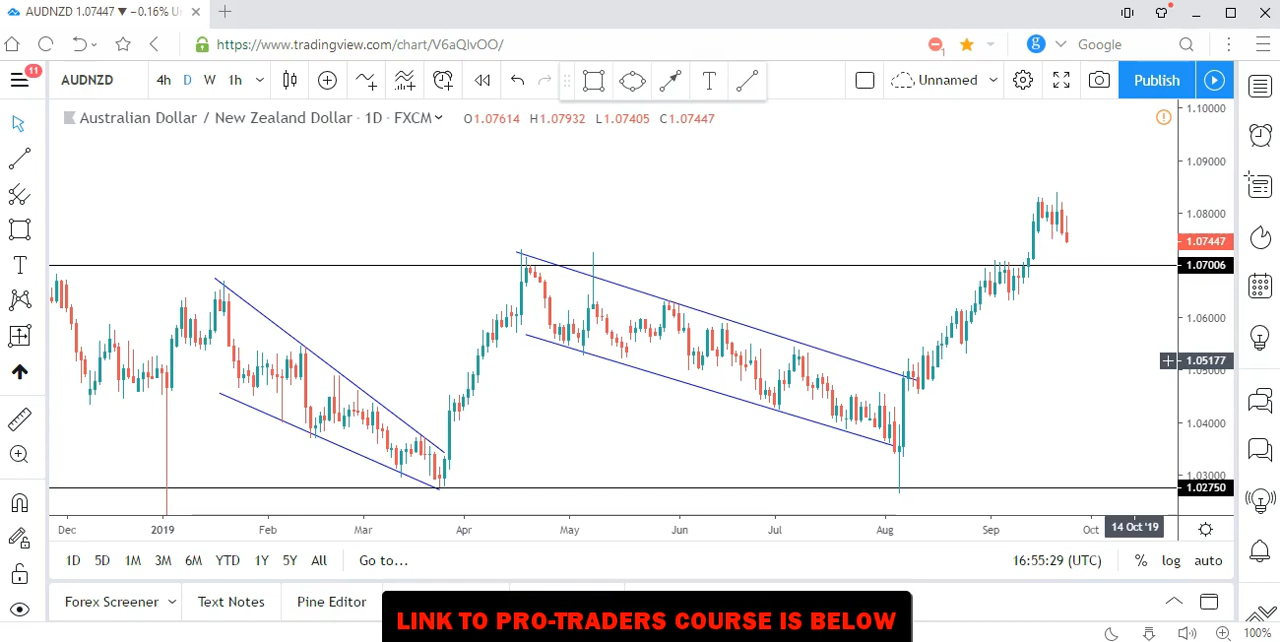 AUDNZD 1.07447 ▼ −0.16% U
https://www.tradingview.com/chart/V6aQlvOO/
1
g
Google
11
AUDNZD
4h D W 1h
T
Unnamed
Publish
Australian Dollar / New Zealand Dollar · 1D · FXCM
O1.07614 H1.07932 L1.07405 C1.07447
1.10000
1.09000
1.08000
1.07447
1.07006
1.06000
1.05177
1.05000
1.04000
1.03000
1.02750
T
Dec 2019 Feb Mar Apr May Jun Jul Aug Sep Oct 14 Oct '19
1D 5D 1M 3M 6M YTD 1Y 5Y All Go to...
16:55:29 (UTC) % log auto
Forex Screener Text Notes Pine Editor
LINK TO PRO-TRADERS COURSE IS BELOW
100%